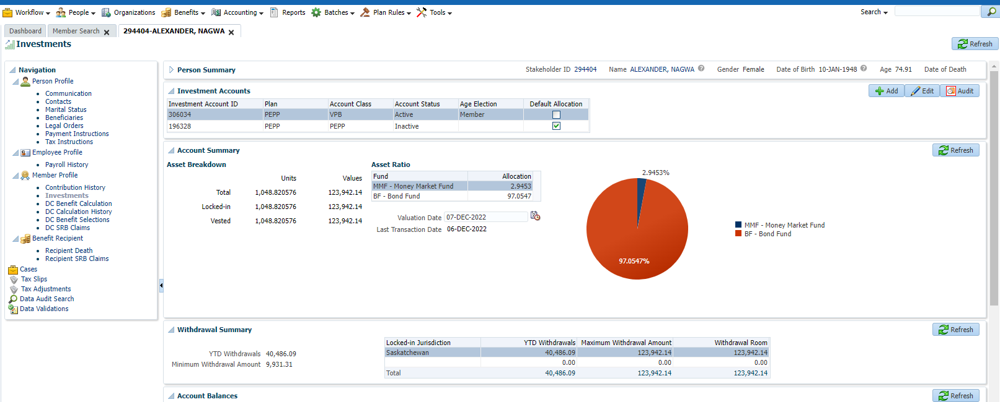 Workflow People Organizations Benefits Accounting Reports Batches Plan Rules Tools Search
Dashboard Member Search 294404-ALEXANDER, NAGWA
Investments Refresh
Navigation
Person Profile
Communication
Contacts
Marital Status
Beneficiaries
Legal Orders
Payment Instructions
Tax Instructions
Employee Profile
Payroll History
Member Profile
Contribution History
Investments
DC Benefit Calculation
DC Calculation History
DC Benefit Selections
DC SRB Claims
Benefit Recipient
Recipient Death
Recipient SRB Claims
Cases
Tax Slips
Tax Adjustments
Data Audit Search
Data Validations
Person Summary Stakeholder ID 294404 Name ALEXANDER, NAGWA ? Gender Female Date of Birth 10-JAN-1948 ? Age 74.91 Date of Death
Investment Accounts Add Edit Audit
Investment Account ID Plan Account Class Account Status Age Election Default Allocation
306034 PEPP VPB Active Member
196328 PEPP PEPP Inactive
Account Summary Refresh
Asset Breakdown
Units Values
Total 1,048.820576 123,942.14
Locked-in 1,048.820576 123,942.14
Vested 1,048.820576 123,942.14
Asset Ratio
Fund Allocation
MMF - Money Market Fund 2.9453
BF - Bond Fund 97.0547
Valuation Date 07-DEC-2022
Last Transaction Date 06-DEC-2022
2.9453%
97.0547%
MMF - Money Market Fund
BF - Bond Fund
Withdrawal Summary Refresh
YTD Withdrawals 40,486.09
Minimum Withdrawal Amount 9,931.31
Locked-in Jurisdiction YTD Withdrawals Maximum Withdrawal Amount Withdrawal Room
Saskatchewan 40,486.09 123,942.14 123,942.14
0.00 0.00 0.00
Total 40,486.09 123,942.14 123,942.14
Account Balances Refresh